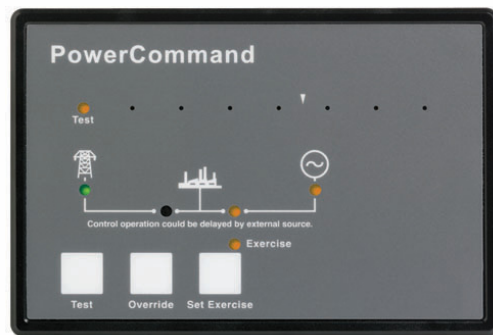 PowerCommand
Test
Control operation could be delayed by external source.
Exercise
Test Override Set Exercise